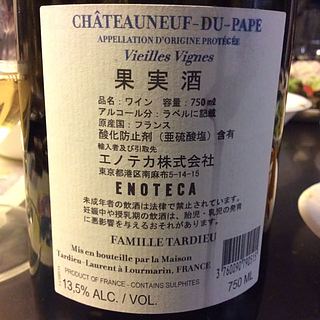 CHÂTEAUNEUF-DU-PAPE
APPELLATION D'ORIGINE PROTÉGÉE
Vieilles Vignes
果実酒
品名：ワイン 容量：750㎖
アルコール分：ラベルに記載
原産国：フランス
酸化防止剤（亜硫酸塩）含有
輸入者及び引取先
エノテカ株式会社
東京都港区南麻布5-14-15
ENOTECA
未成年者の飲酒は法律で禁止されています。
妊娠中や授乳期の飲酒は、胎児・乳児の発育
に悪影響を与えるおそれがあります。
FAMILLE TARDIEU
Mis en bouteille par la Maison
Tardieu-Laurent à Lourmarin, FRANCE
PRODUCT OF FRANCE - CONTAINS SULPHITES
13,5% ALC. / VOL.
750 ML